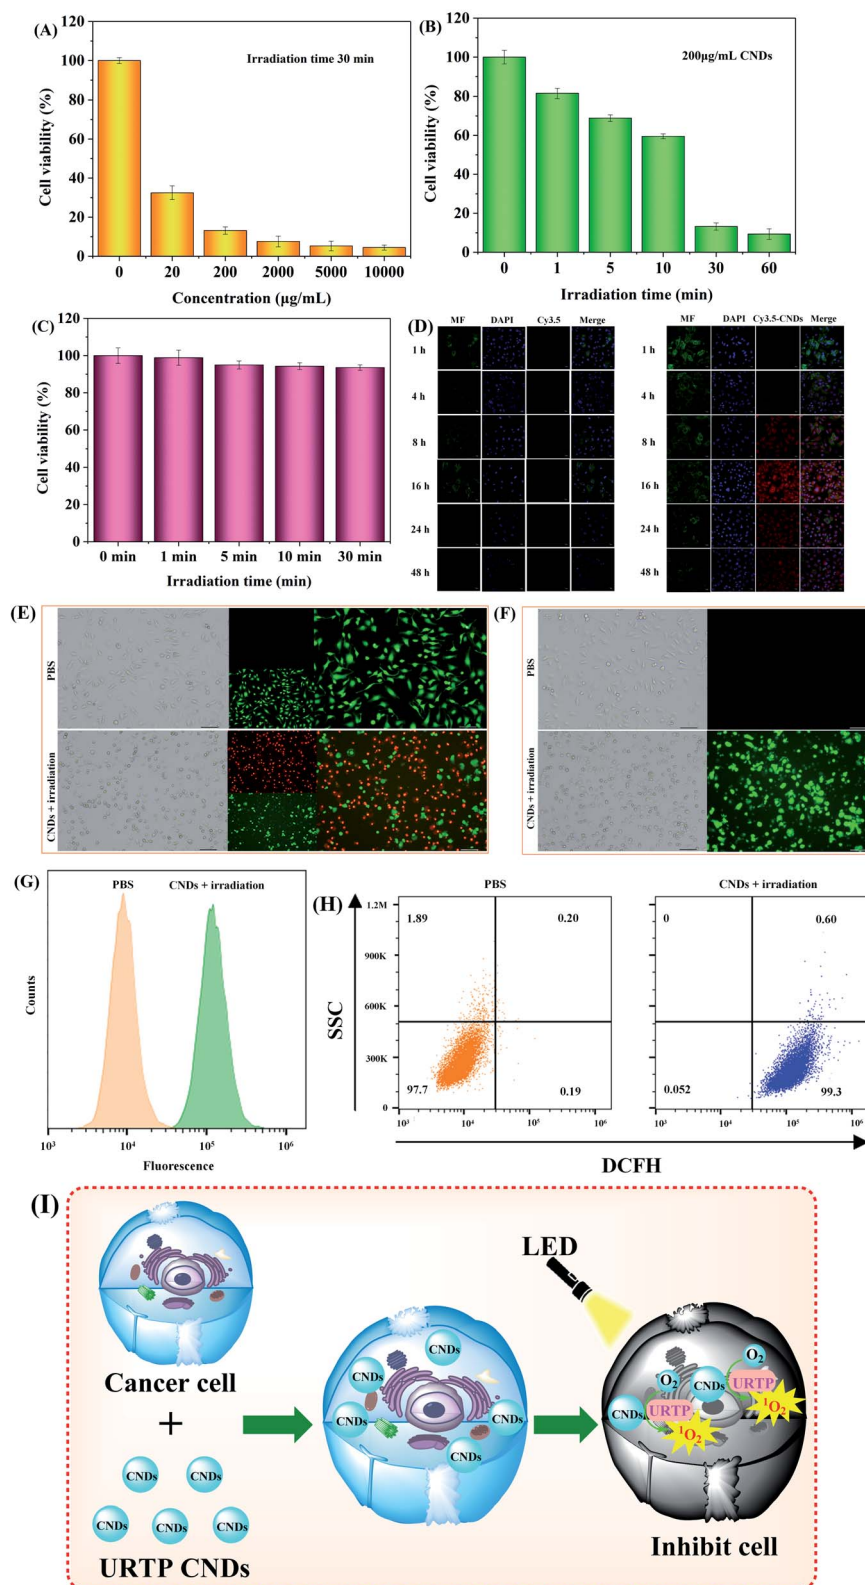 (A)
120
100
80
60
40
20
0
Cell viability (%)
Irradiation time 30 min
0 20 200 2000 5000 10000
Concentration (μg/mL)
(B)
120
100
80
60
40
20
0
Cell viability (%)
200μg/mL CNDs
0 1 5 10 30 60
Irradiation time (min)
(C)
120
100
80
60
40
20
0
Cell viability (%)
0 min 1 min 5 min 10 min 30 min
Irradiation time (min)
(D)
MF DAPI Cy3.5 Merge
1 h
4 h
8 h
16 h
24 h
48 h
MF DAPI Cy3.5-CNDs Merge
1 h
4 h
8 h
16 h
24 h
48 h
(E)
PBS
CNDs + irradiation
(F)
PBS
CNDs + irradiation
(G)
PBS CNDs + irradiation
Counts
10³ 10⁴ 10⁵ 10⁶
Fluorescence
(H)
PBS
1.2M
900K
600K
300K
0
SSC
1.89 0.20
97.7 0.19
10³ 10⁴ 10⁵ 10⁶
CNDs + irradiation
0 0.60
0.052 99.3
10³ 10⁴ 10⁵ 10⁶
DCFH
(I)
Cancer cell
+
CNDs CNDs
CNDs CNDs CNDs
URTP CNDs
CNDs
CNDs
CNDs
CNDs
CNDs
LED
O₂
O₂
CNDs
URTP
CNDs
URTP
¹O₂
¹O₂
Inhibit cell